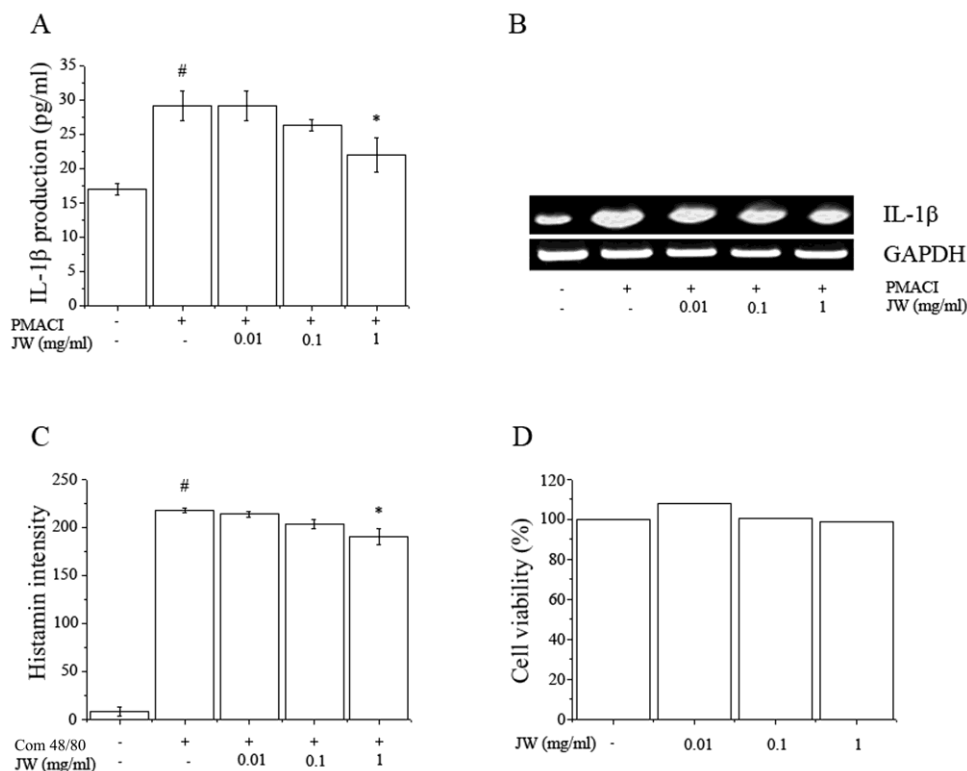 A
IL-1β production (pg/ml)
35
30
25
20
15
10
5
0
#
*
PMACI - + + + +
JW (mg/ml) - - 0.01 0.1 1
B
IL-1β
GAPDH
- + + + + PMACI
- - 0.01 0.1 1 JW (mg/ml)
C
Histamin intensity
250
200
150
100
50
0
#
*
Com 48/80 - + + + +
JW (mg/ml) - - 0.01 0.1 1
D
Cell viability (%)
120
100
80
60
40
20
0
JW (mg/ml) - 0.01 0.1 1